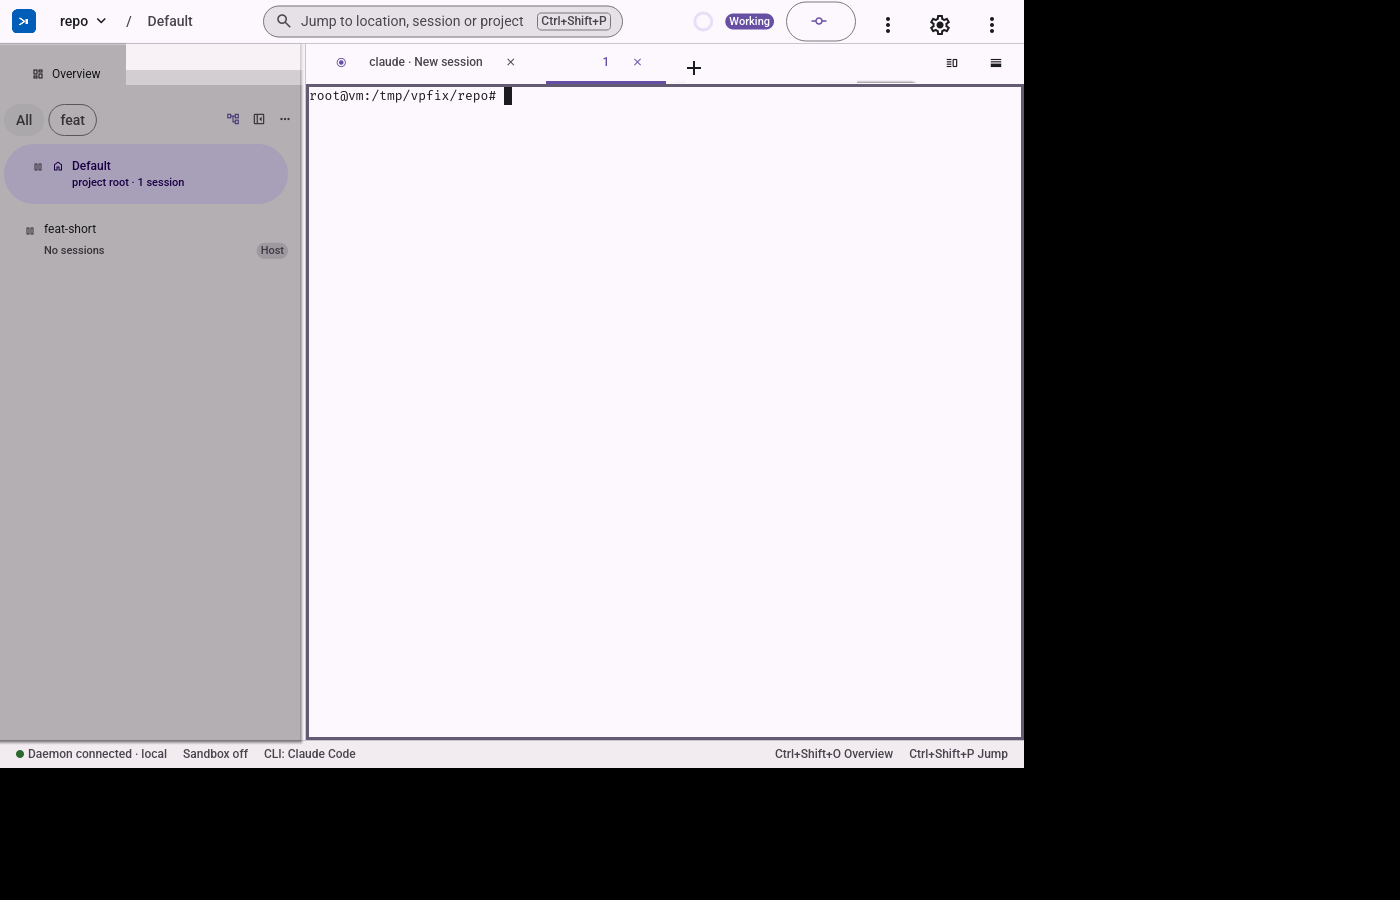 repo / Default
Jump to location, session or project Ctrl+Shift+P
Working
Overview
claude · New session
1
All feat
root@vm:/tmp/vpfix/repo#
Default
project root · 1 session
feat-short
No sessions Host
Daemon connected · local Sandbox off CLI: Claude Code Ctrl+Shift+O Overview Ctrl+Shift+P Jump